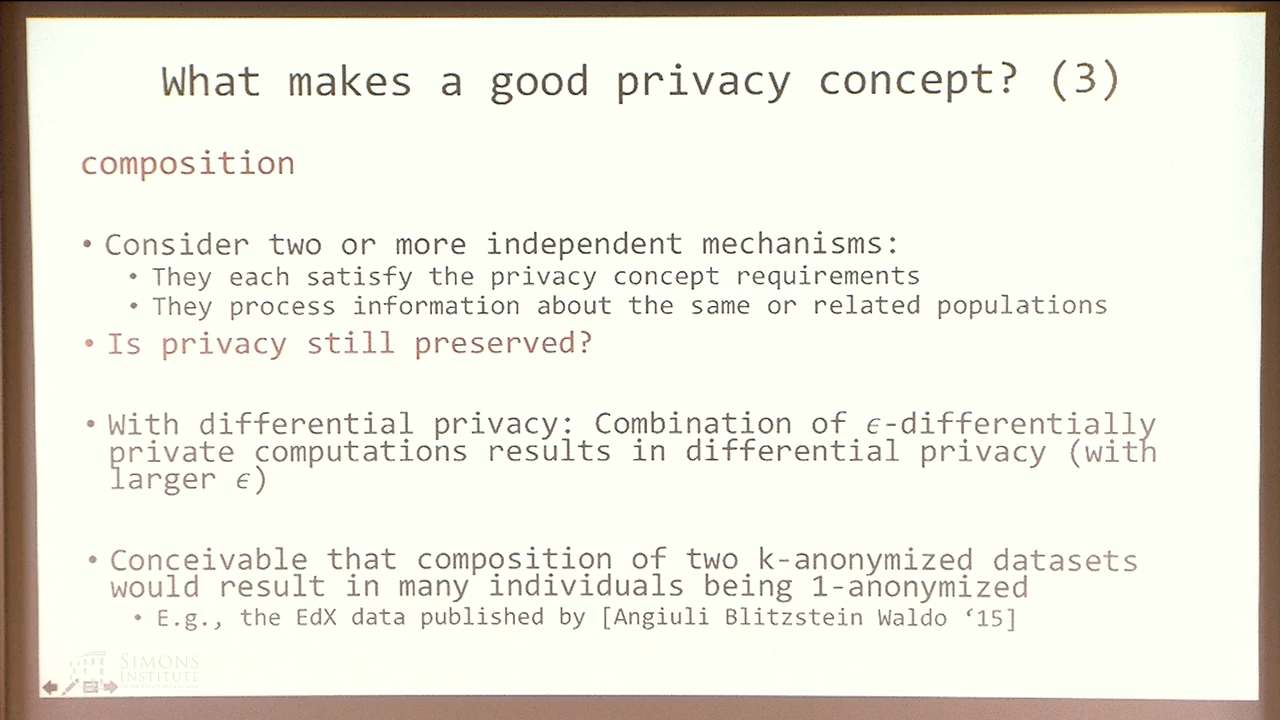 What makes a good privacy concept? (3)
composition
• Consider two or more independent mechanisms:
• They each satisfy the privacy concept requirements
• They process information about the same or related populations
• Is privacy still preserved?
• With differential privacy: Combination of ϵ-differentially
private computations results in differential privacy (with
larger ϵ)
• Conceivable that composition of two k-anonymized datasets
would result in many individuals being 1-anonymized
• E.g., the EdX data published by [Angiuli Blitzstein Waldo ‘15]
SIMONS
INSTITUTE